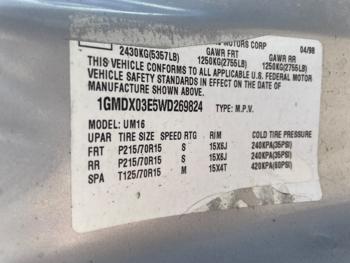 MOTORS CORP 04/98
GAWR FRT GAWR RR
2430KG(5357LB) 1250KG(2755LB) 1250KG(2755LB)
THIS VEHICLE CONFORMS TO ALL APPLICABLE U.S. FEDERAL MOTOR
VEHICLE SAFETY STANDARDS IN EFFECT ON THE DATE OF
MANUFACTURE SHOWN ABOVE.
1GMDX03E5WD269824 TYPE: M.P.V.
MODEL: UM16
UPAR TIRE SIZE SPEED RTG RIM COLD TIRE PRESSURE
FRT P215/70R15 S 15X6J 240KPA(35PSI)
RR P215/70R15 S 15X6J 240KPA(35PSI)
SPA T125/70R15 M 15X4T 420KPA(60PSI)